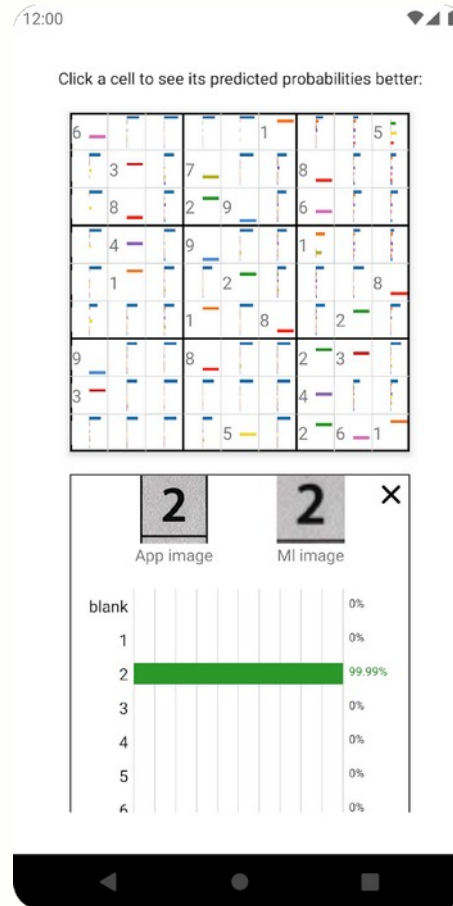 12:00
Click a cell to see its predicted probabilities better:
6 1 5
3 7 8
8 2 9 6
4 9 1
1 2 8
1 8 2
9 8 2 3
3 4
5 2 6 1
2 2
App image Ml image
blank 0%
1 0%
2 99.99%
3 0%
4 0%
5 0%
6 0%